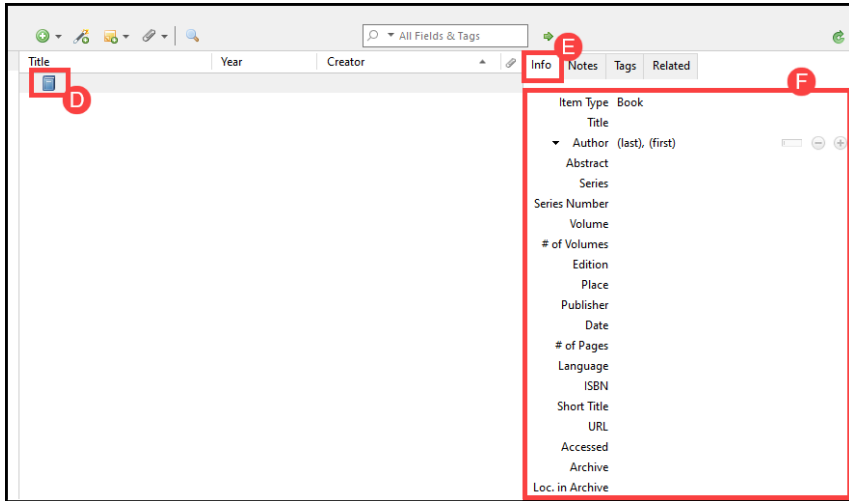 All Fields & Tags
E
Title Year Creator Info Notes Tags Related
D
F
Item Type Book
Title
Author (last), (first)
Abstract
Series
Series Number
Volume
# of Volumes
Edition
Place
Publisher
Date
# of Pages
Language
ISBN
Short Title
URL
Accessed
Archive
Loc. in Archive